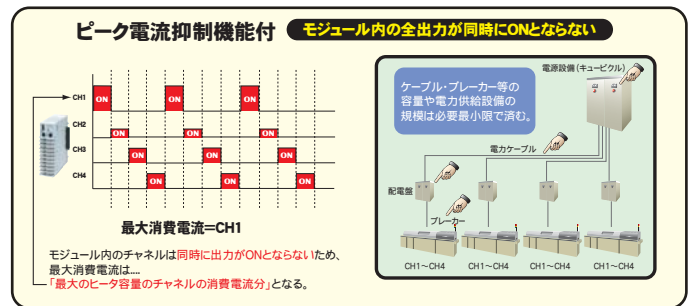 ピーク電流抑制機能付
モジュール内の全出力が同時にONとならない
CH1
ON ON ON
CH2
ON ON ON
CH3
ON ON ON
CH4
ON ON ON
最大消費電流=CH1
モジュール内のチャネルは同時に出力がONとならないため、
最大消費電流は....
「最大のヒータ容量のチャネルの消費電流分」となる。
電源設備(キュービクル)
ケーブル・ブレーカー等の
容量や電力供給設備の
規模は必要最小限で済む。
電力ケーブル
配電盤
ブレーカー
CH1～CH4 CH1～CH4 CH1～CH4 CH1～CH4